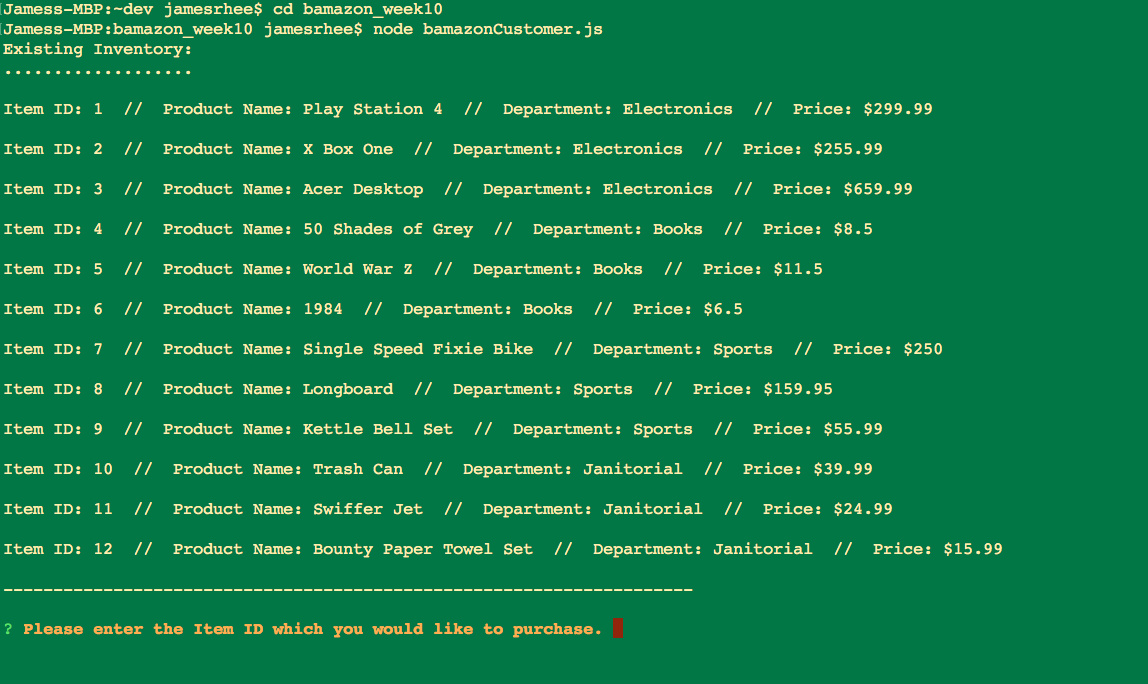 [Jamess-MBP:~dev jamesrhee$ cd bamazon_week10
[Jamess-MBP:bamazon_week10 jamesrhee$ node bamazonCustomer.js
Existing Inventory:
...................
Item ID: 1  //  Product Name: Play Station 4  //  Department: Electronics  //  Price: $299.99
Item ID: 2  //  Product Name: X Box One  //  Department: Electronics  //  Price: $255.99
Item ID: 3  //  Product Name: Acer Desktop  //  Department: Electronics  //  Price: $659.99
Item ID: 4  //  Product Name: 50 Shades of Grey  //  Department: Books  //  Price: $8.5
Item ID: 5  //  Product Name: World War Z  //  Department: Books  //  Price: $11.5
Item ID: 6  //  Product Name: 1984  //  Department: Books  //  Price: $6.5
Item ID: 7  //  Product Name: Single Speed Fixie Bike  //  Department: Sports  //  Price: $250
Item ID: 8  //  Product Name: Longboard  //  Department: Sports  //  Price: $159.95
Item ID: 9  //  Product Name: Kettle Bell Set  //  Department: Sports  //  Price: $55.99
Item ID: 10  //  Product Name: Trash Can  //  Department: Janitorial  //  Price: $39.99
Item ID: 11  //  Product Name: Swiffer Jet  //  Department: Janitorial  //  Price: $24.99
Item ID: 12  //  Product Name: Bounty Paper Towel Set  //  Department: Janitorial  //  Price: $15.99
---------------------------------------------------------------------
? Please enter the Item ID which you would like to purchase.